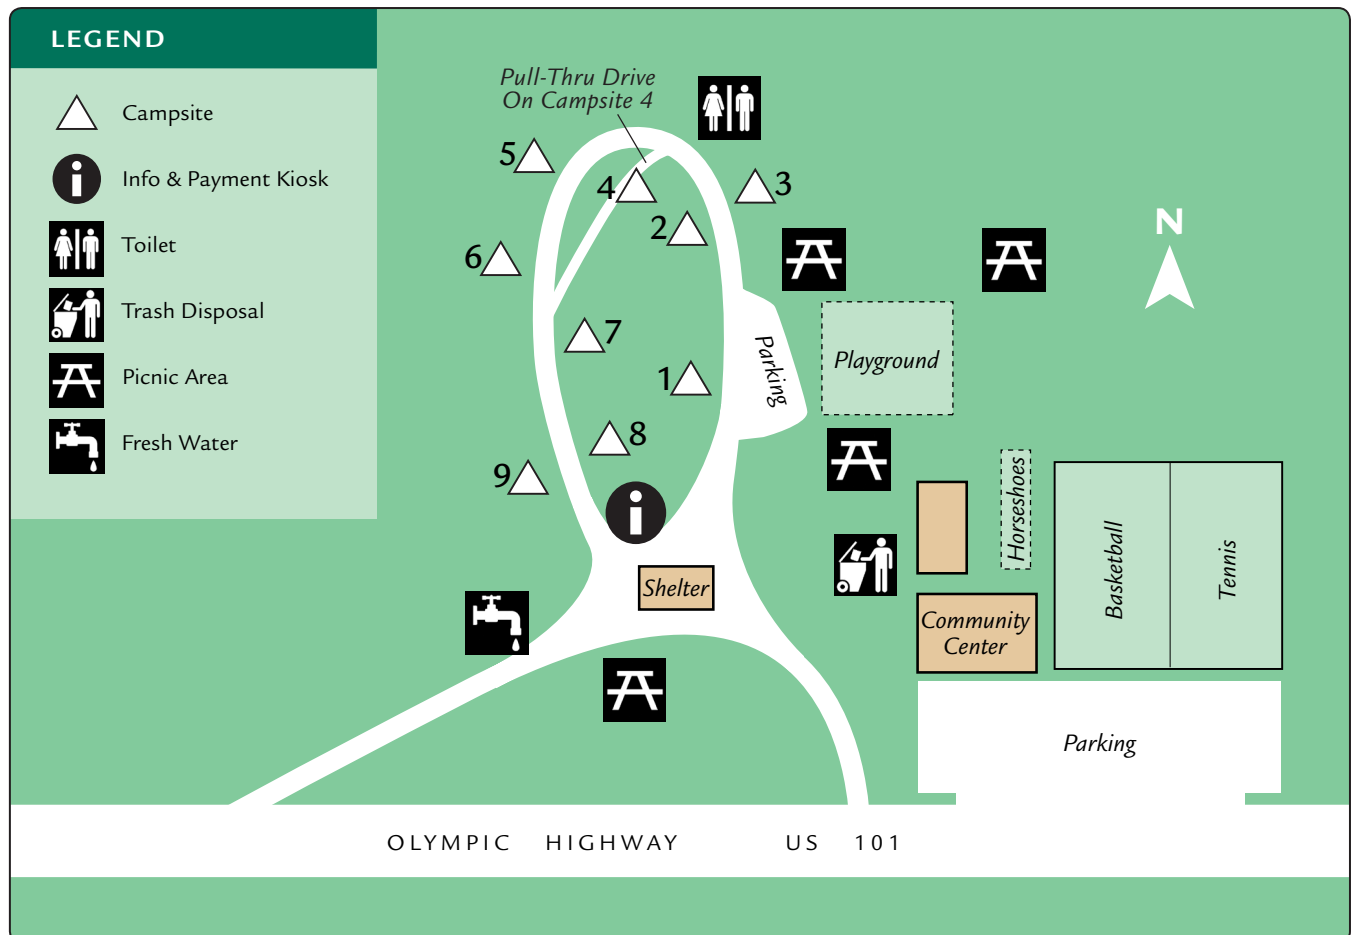 LEGEND
Campsite
Info & Payment Kiosk
Toilet
Trash Disposal
Picnic Area
Fresh Water
Pull-Thru Drive
On Campsite 4
5
4
3
2
6
N
7
1
Parking
Playground
8
9
Horseshoes
Basketball
Tennis
Shelter
Community
Center
Parking
OLYMPIC HIGHWAY US 101